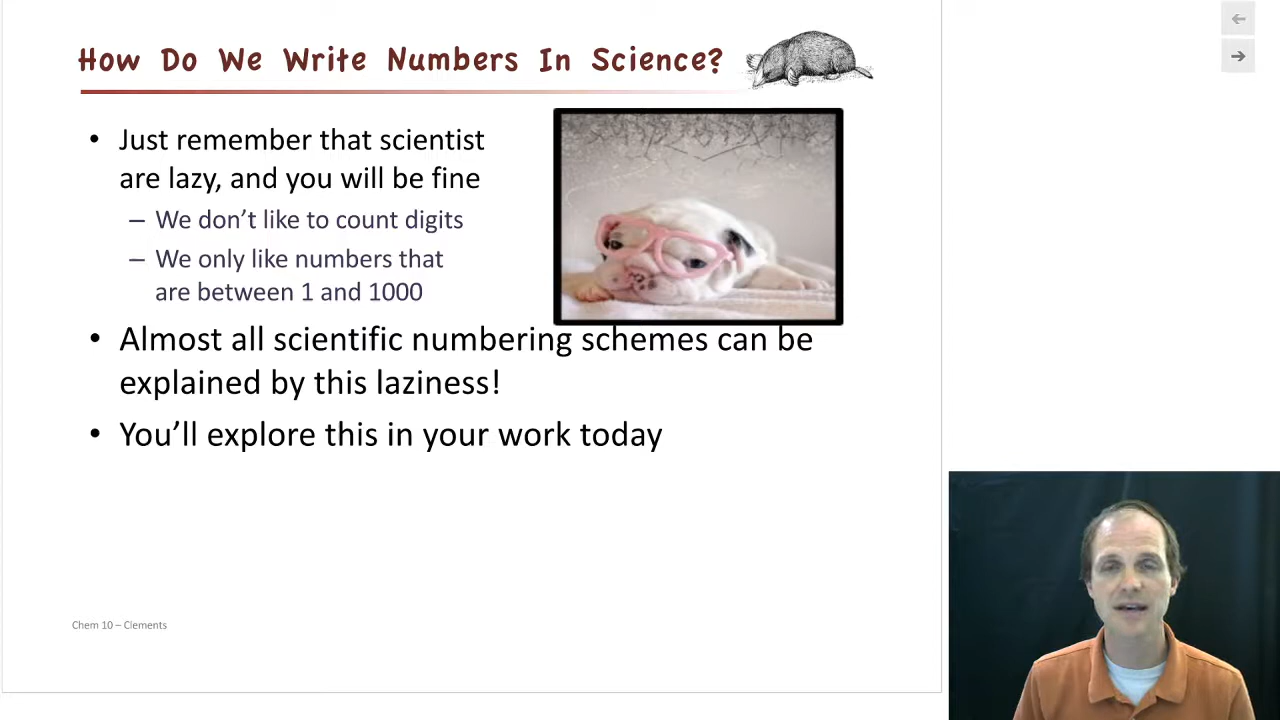 How Do We Write Numbers In Science?
• Just remember that scientist
are lazy, and you will be fine
– We don’t like to count digits
– We only like numbers that
are between 1 and 1000
• Almost all scientific numbering schemes can be
explained by this laziness!
• You’ll explore this in your work today
Chem 10 – Clements